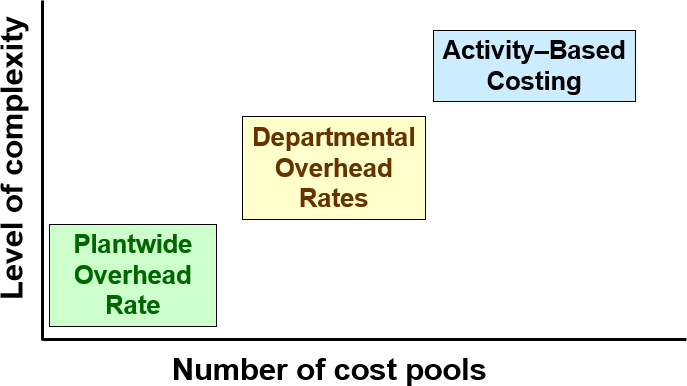 Level of complexity
Activity–Based
Costing
Departmental
Overhead
Rates
Plantwide
Overhead
Rate
Number of cost pools